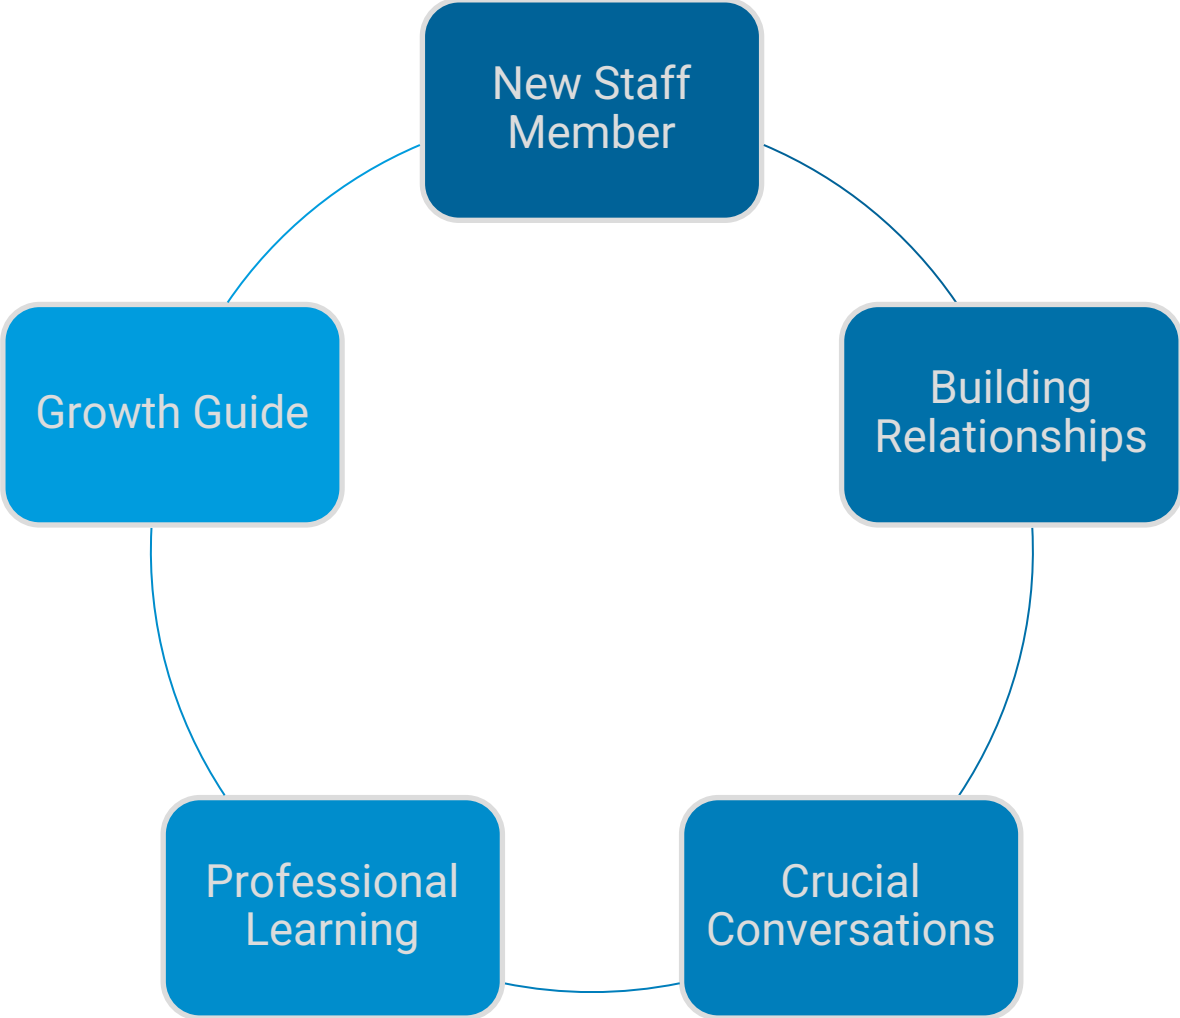 New Staff
Member
Building
Relationships
Crucial
Conversations
Professional
Learning
Growth Guide